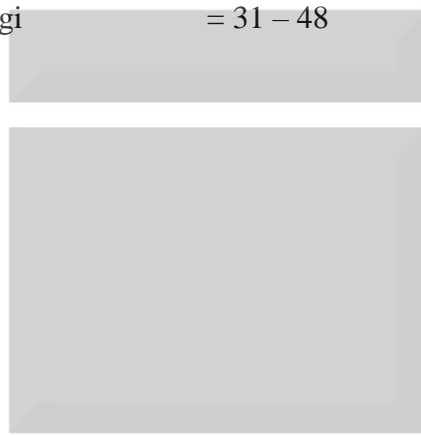 gi = 31 – 48